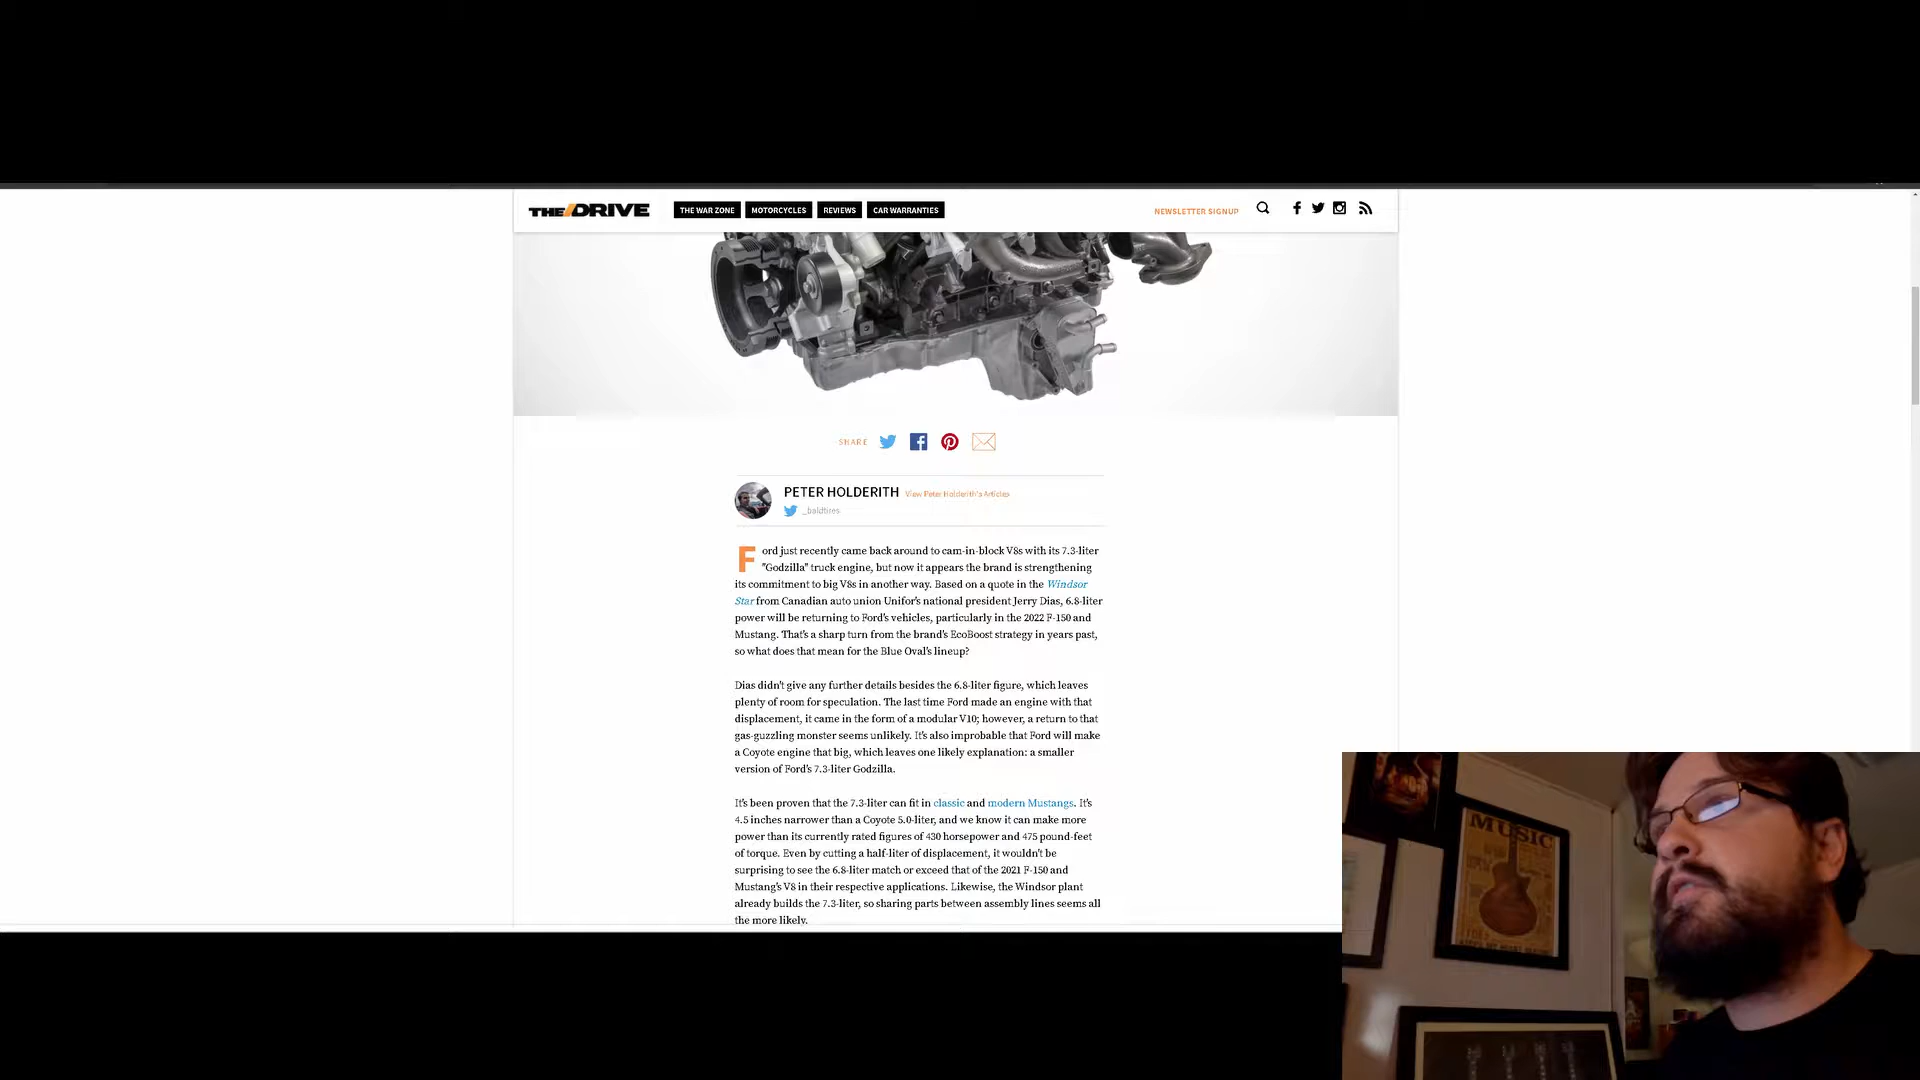 THE DRIVE
THE WAR ZONE
MOTORCYCLES
REVIEWS
CAR WARRANTIES
NEWSLETTER SIGNUP
SHARE
PETER HOLDERITH View Peter Holderith's Articles
_baldtires
Ford just recently came back around to cam-in-block V8s with its 7.3-liter
"Godzilla" truck engine, but now it appears the brand is strengthening
its commitment to big V8s in another way. Based on a quote in the Windsor
Star from Canadian auto union Unifor's national president Jerry Dias, 6.8-liter
power will be returning to Ford's vehicles, particularly in the 2022 F-150 and
Mustang. That's a sharp turn from the brand's EcoBoost strategy in years past,
so what does that mean for the Blue Oval's lineup?
Dias didn't give any further details besides the 6.8-liter figure, which leaves
plenty of room for speculation. The last time Ford made an engine with that
displacement, it came in the form of a modular V10; however, a return to that
gas-guzzling monster seems unlikely. It's also improbable that Ford will make
a Coyote engine that big, which leaves one likely explanation: a smaller
version of Ford's 7.3-liter Godzilla.
It's been proven that the 7.3-liter can fit in classic and modern Mustangs. It's
4.5 inches narrower than a Coyote 5.0-liter, and we know it can make more
power than its currently rated figures of 430 horsepower and 475 pound-feet
of torque. Even by cutting a half-liter of displacement, it wouldn't be
surprising to see the 6.8-liter match or exceed that of the 2021 F-150 and
Mustang's V8 in their respective applications. Likewise, the Windsor plant
already builds the 7.3-liter, so sharing parts between assembly lines seems all
the more likely.
MUSIC